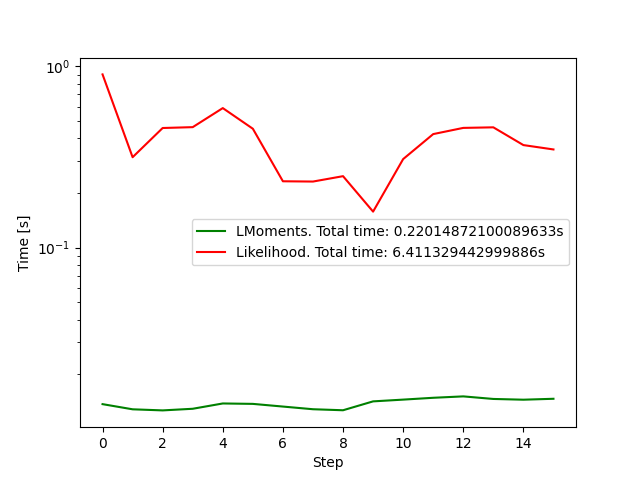 10⁰
10⁻¹
Time [s]
LMoments. Total time: 0.22014872100089633s
Likelihood. Total time: 6.411329442999886s
0 2 4 6 8 10 12 14
Step